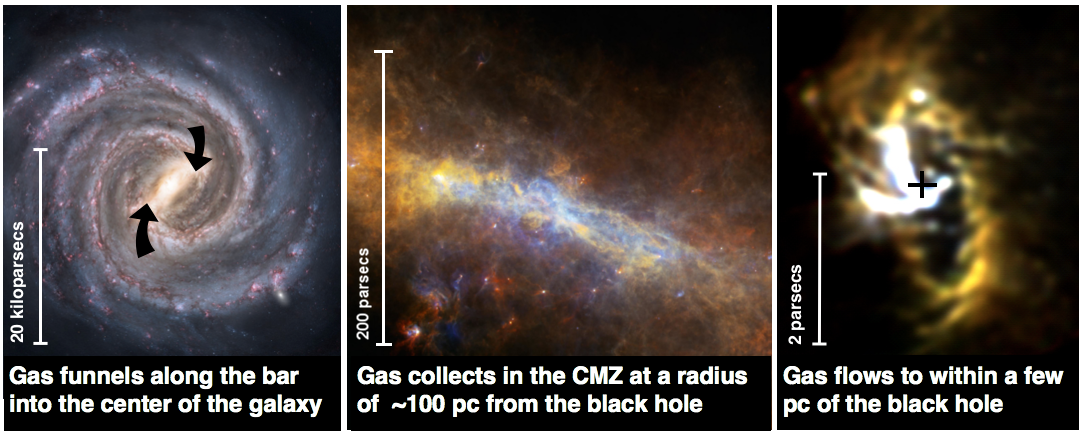 20 kiloparsecs
Gas funnels along the bar
into the center of the galaxy
200 parsecs
Gas collects in the CMZ at a radius
of ~100 pc from the black hole
2 parsecs
Gas flows to within a few
pc of the black hole